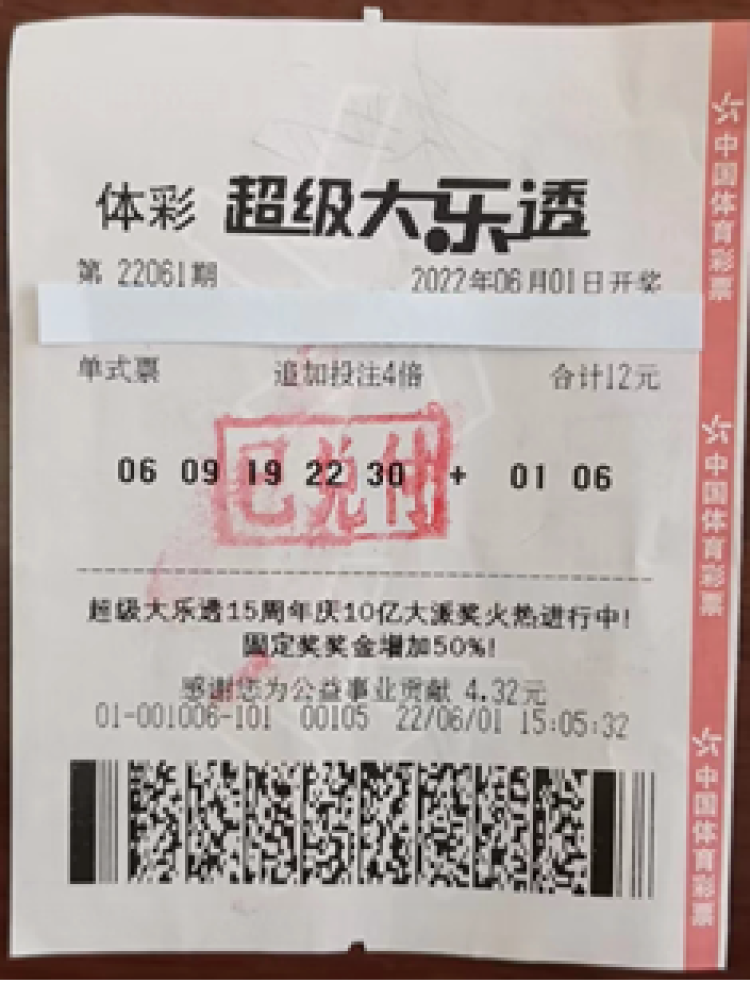 体彩 超级大乐透
第 22061期 2022年06月01日开奖
单式票 追加投注4倍 合计12元
06 09 19 22 30 + 01 06
已兑付
超级大乐透15周年庆10亿大派奖火热进行中!
固定奖奖金增加50%!
感谢您为公益事业贡献 4.32元
01-001006-101 00105 22/06/01 15:05:32
中国体育彩票
中国体育彩票
中国体育彩票